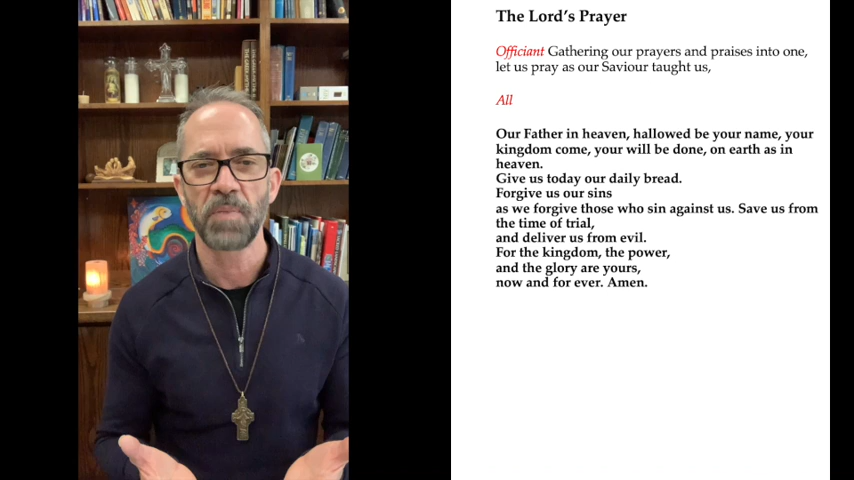 The Lord's Prayer
Officiant Gathering our prayers and praises into one,
let us pray as our Saviour taught us,
All
Our Father in heaven, hallowed be your name, your
kingdom come, your will be done, on earth as in
heaven.
Give us today our daily bread.
Forgive us our sins
as we forgive those who sin against us. Save us from
the time of trial,
and deliver us from evil.
For the kingdom, the power,
and the glory are yours,
now and for ever. Amen.